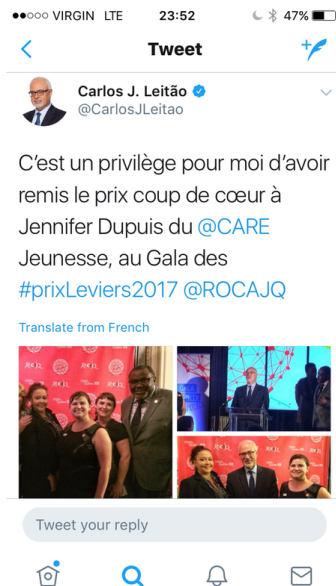 VIRGIN LTE 23:52 47%
Tweet
Carlos J. Leitão
@CarlosJLeitao
C’est un privilège pour moi d’avoir
remis le prix coup de cœur à
Jennifer Dupuis du @CARE
Jeunesse, au Gala des
#prixLeviers2017 @ROCAJQ
Translate from French
Tweet your reply